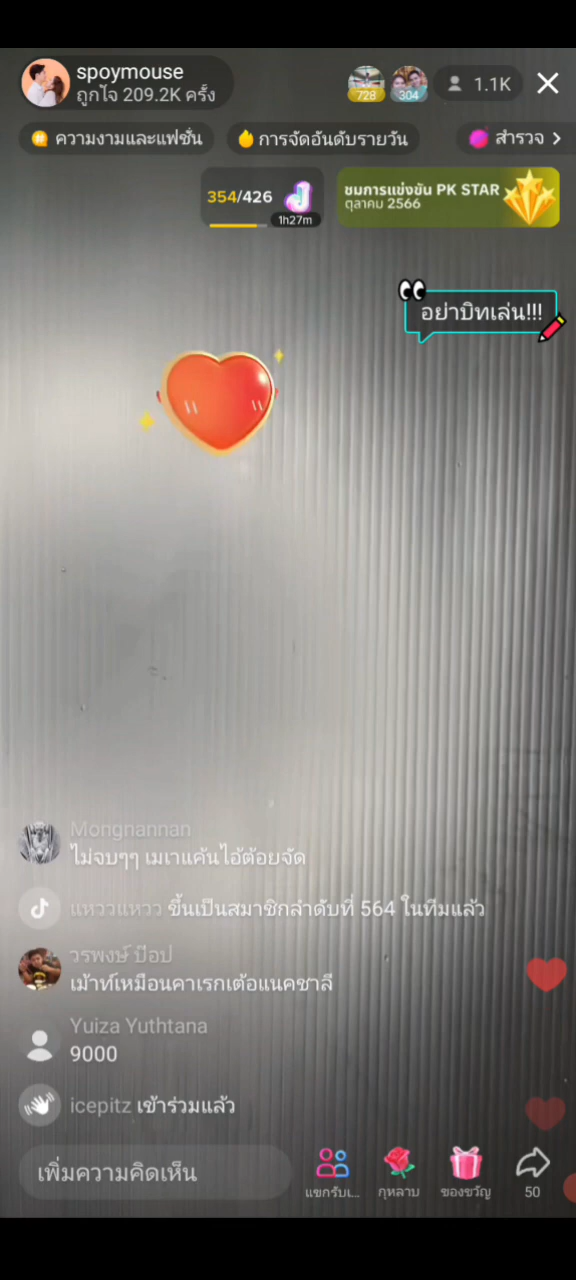 spoymouse
ถูกใจ 209.2K ครั้ง
728
304
1.1K
ความงามและแฟชั่น
การจัดอันดับรายวัน
สำรวจ
354/426
1h27m
ชมการแข่งขัน PK STAR
ตุลาคม 2566
อย่าบิทเล่น!!!
Mongnannan
ไม่จบๆๆ เมเาแค้นไอ้ต้อยจัด
แหววแหวว ขึ้นเป็นสมาชิกลำดับที่ 564 ในทีมแล้ว
วรพงษ์ ป๊อป
เม้าท์เหมือนคาเรกเต้อแนคชาลี
Yuiza Yuthtana
9000
icepitz เข้าร่วมแล้ว
เพิ่มความคิดเห็น
แขกรับเ...
กุหลาบ
ของขวัญ
50